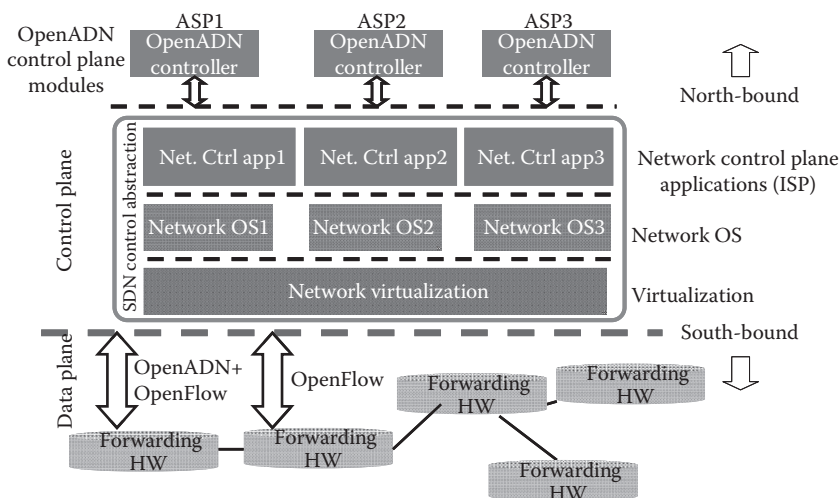 ASP1
ASP2
ASP3
OpenADN
control plane
modules
OpenADN
controller
OpenADN
controller
OpenADN
controller
North-bound
Control plane
SDN control abstraction
Net. Ctrl app1
Net. Ctrl app2
Net. Ctrl app3
Network control plane
applications (ISP)
Network OS1
Network OS2
Network OS3
Network OS
Network virtualization
Virtualization
South-bound
Data plane
OpenADN+
OpenFlow
OpenFlow
Forwarding
HW
Forwarding
HW
Forwarding
HW
Forwarding
HW
Forwarding
HW